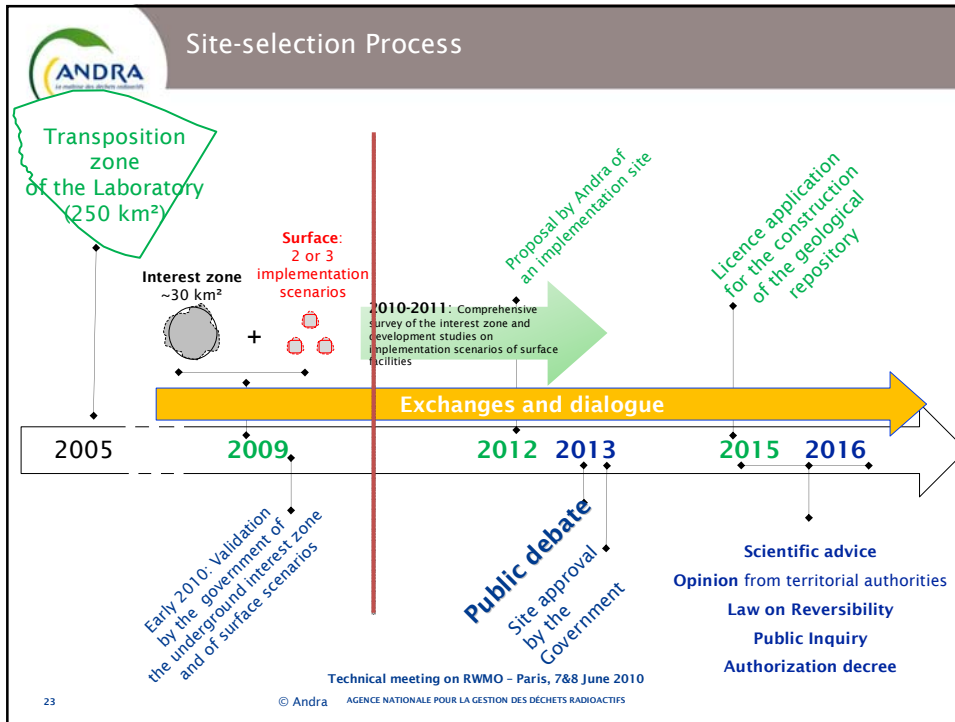 Site-selection Process
ANDRA
Transposition
zone
of the Laboratory
(250 km²)
Interest zone
~30 km²
+
Surface:
2 or 3
implementation
scenarios
2010-2011: Comprehensive
survey of the interest zone and
development studies on
implementation scenarios of surface
facilities
Proposal by Andra of
an implementation site
Licence application
for the construction
of the geological
repository
Exchanges and dialogue
2005
2009
2012
2013
2015
2016
Early 2010: Validation
by the government of
the underground interest zone
and of surface scenarios
Public debate
Site approval
by the
Government
Scientific advice
Opinion from territorial authorities
Law on Reversibility
Public Inquiry
Authorization decree
Technical meeting on RWMO – Paris, 7&8 June 2010
23
© Andra
AGENCE NATIONALE POUR LA GESTION DES DÉCHETS RADIOACTIFS